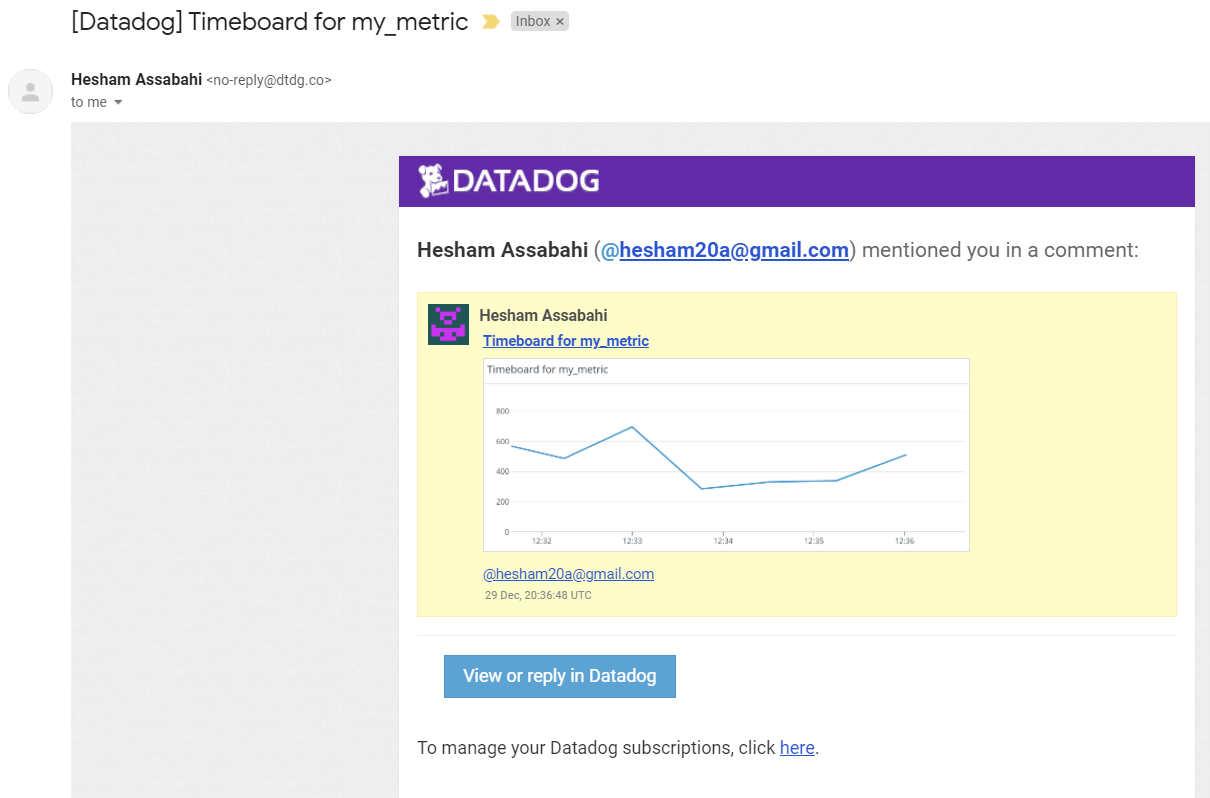 [Datadog] Timeboard for my_metric Inbox ×
Hesham Assabahi <no-reply@dtdg.co>
to me
DATADOG
Hesham Assabahi (@hesham20a@gmail.com) mentioned you in a comment:
Hesham Assabahi
Timeboard for my_metric
Timeboard for my_metric
800
600
400
200
0
12:32 12:33 12:34 12:35 12:36
@hesham20a@gmail.com
29 Dec, 20:36:48 UTC
View or reply in Datadog
To manage your Datadog subscriptions, click here.